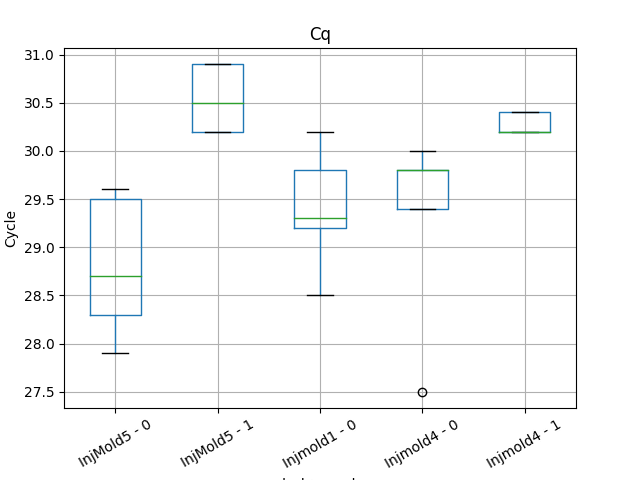 Cq
31.0
30.5
30.0
29.5
29.0
28.5
28.0
27.5
Cycle
InjMold5 - 0
InjMold5 - 1
Injmold1 - 0
Injmold4 - 0
Injmold4 - 1